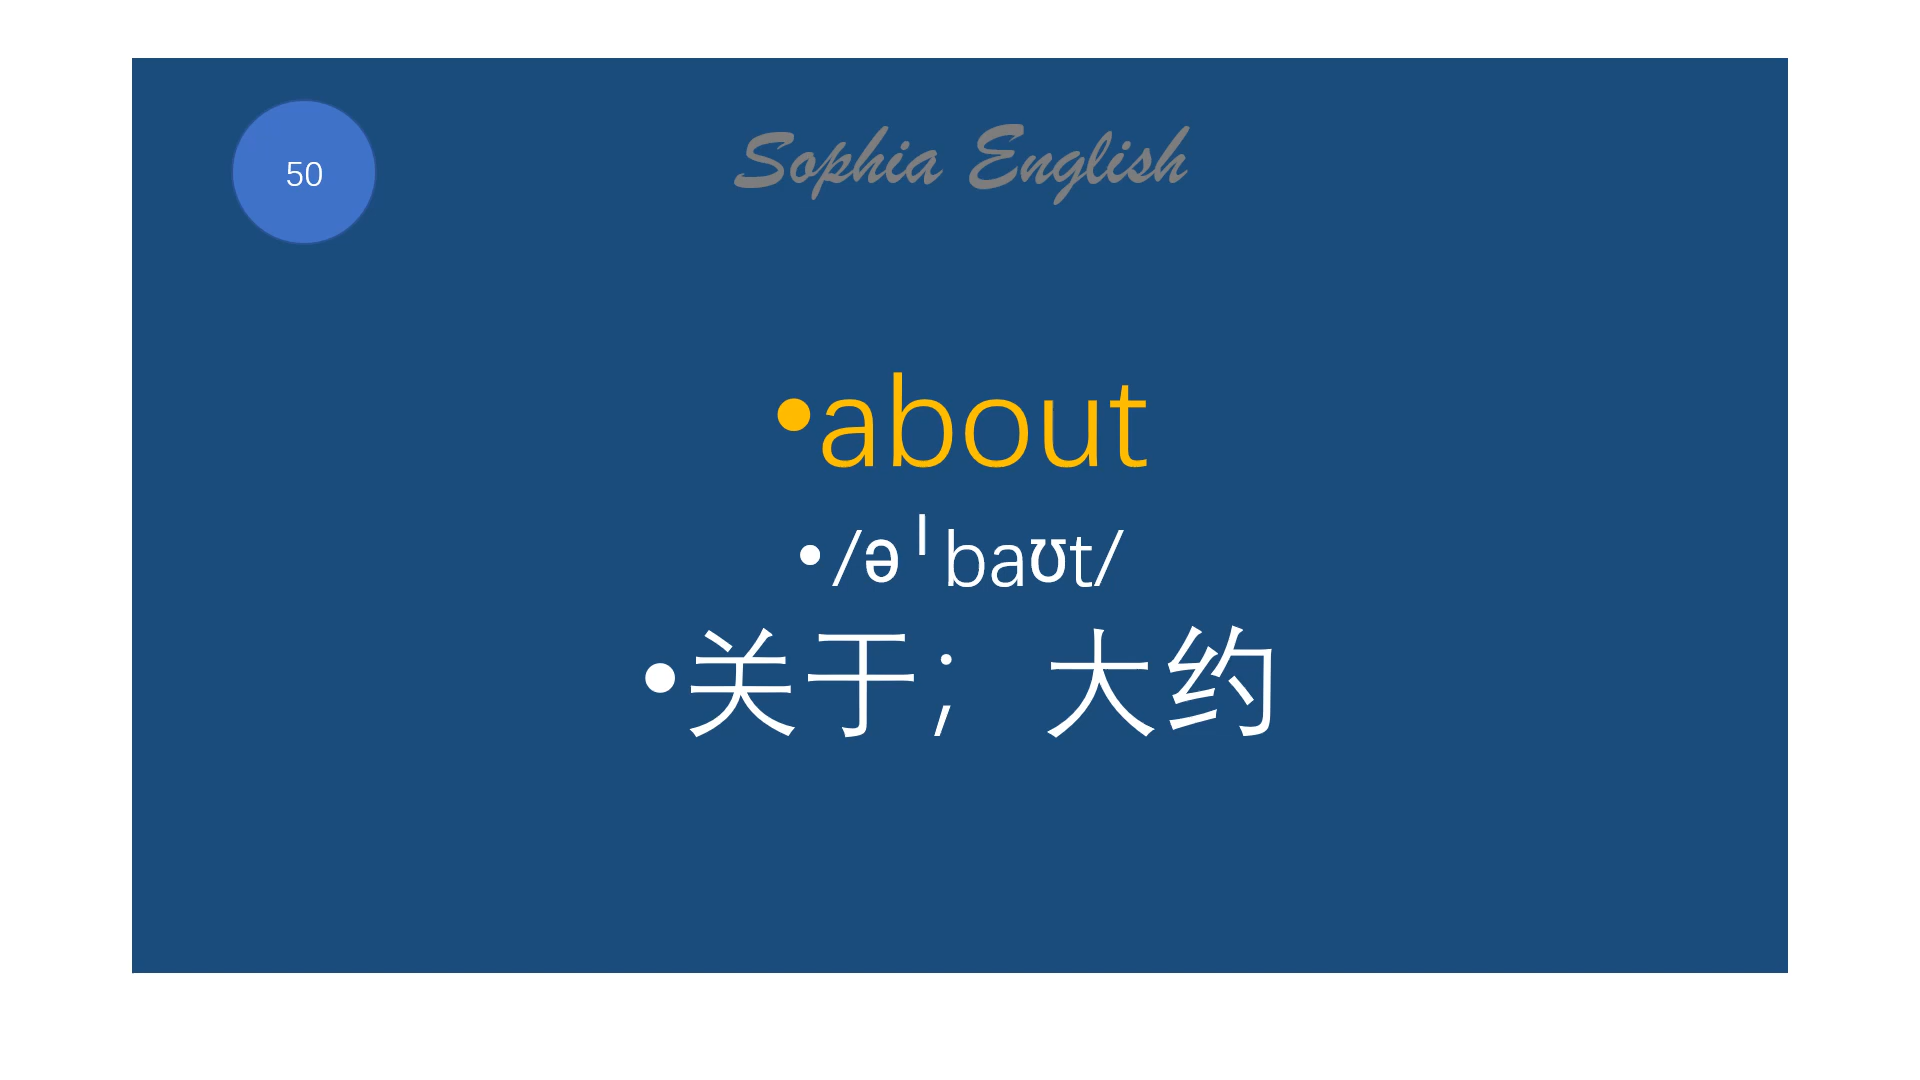 50
Sophia English
•about
•/əˈbaʊt/
•关于；大约